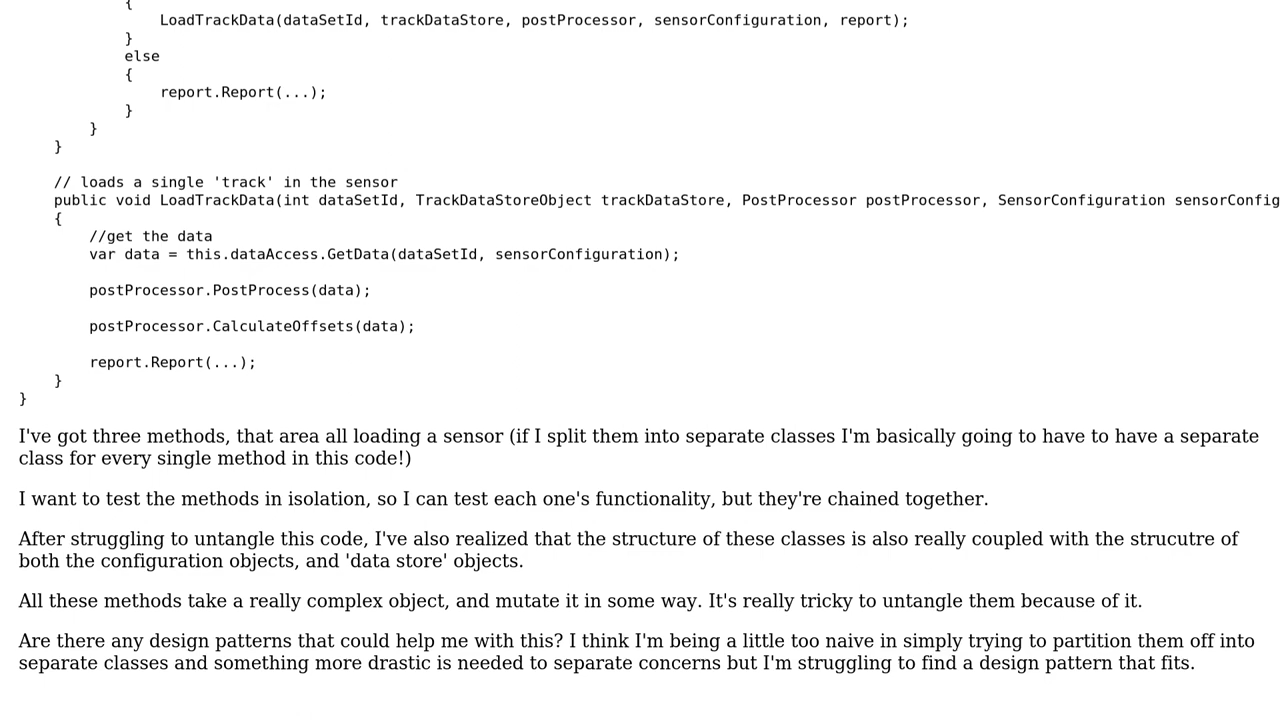 {
LoadTrackData(dataSetId, trackDataStore, postProcessor, sensorConfiguration, report);
}
else
{
report.Report(...);
}
}
}
// loads a single 'track' in the sensor
public void LoadTrackData(int dataSetId, TrackDataStoreObject trackDataStore, PostProcessor postProcessor, SensorConfiguration sensorConfig
{
//get the data
var data = this.dataAccess.GetData(dataSetId, sensorConfiguration);
postProcessor.PostProcess(data);
postProcessor.CalculateOffsets(data);
report.Report(...);
}
}
I've got three methods, that area all loading a sensor (if I split them into separate classes I'm basically going to have to have a separate
class for every single method in this code!)
I want to test the methods in isolation, so I can test each one's functionality, but they're chained together.
After struggling to untangle this code, I've also realized that the structure of these classes is also really coupled with the strucutre of
both the configuration objects, and 'data store' objects.
All these methods take a really complex object, and mutate it in some way. It's really tricky to untangle them because of it.
Are there any design patterns that could help me with this? I think I'm being a little too naive in simply trying to partition them off into
separate classes and something more drastic is needed to separate concerns but I'm struggling to find a design pattern that fits.